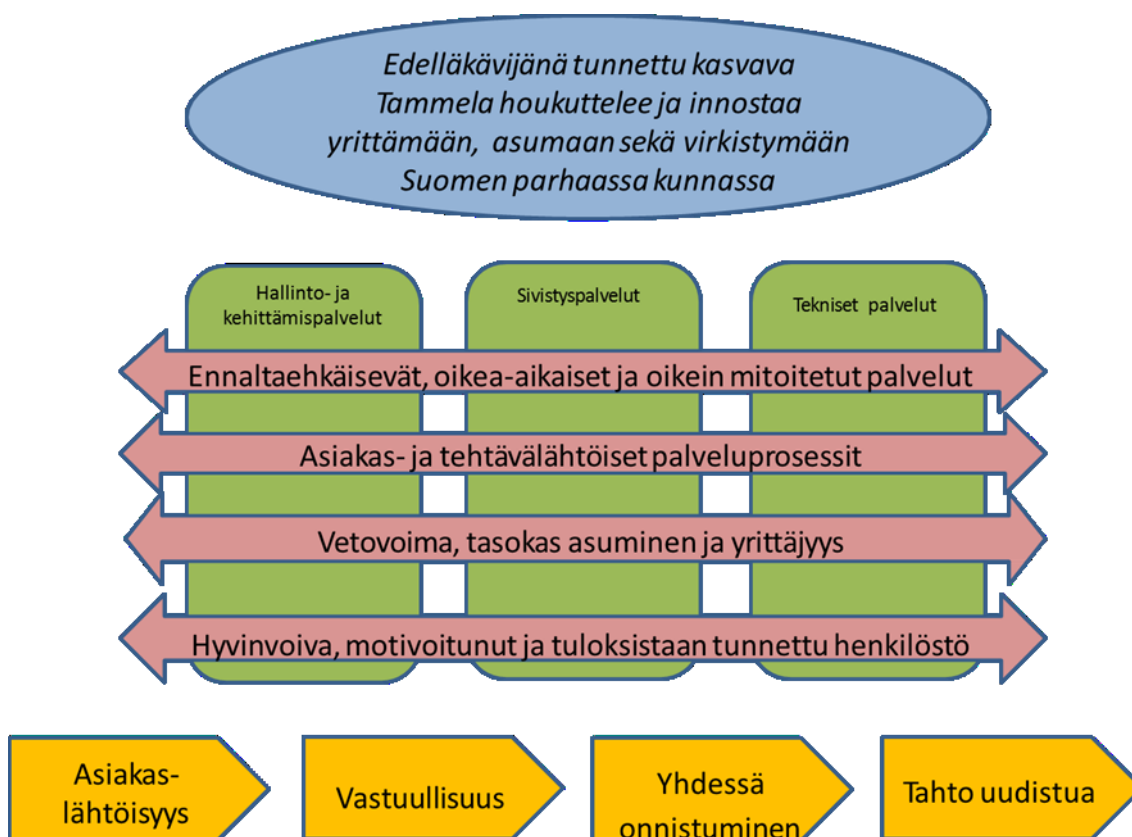 Edelläkävijänä tunnettu kasvava
Tammela houkuttelee ja innostaa
yrittämään, asumaan sekä virkistymään
Suomen parhaassa kunnassa
Hallinto- ja
kehittämispalvelut
Sivistyspalvelut
Tekniset palvelut
Ennaltaehkäisevät, oikea-aikaiset ja oikein mitoitetut palvelut
Asiakas- ja tehtävälähtöiset palveluprosessit
Vetovoima, tasokas asuminen ja yrittäjyys
Hyvinvoiva, motivoitunut ja tuloksistaan tunnettu henkilöstö
Asiakas-
lähtöisyys
Vastuullisuus
Yhdessä
onnistuminen
Tahto uudistua